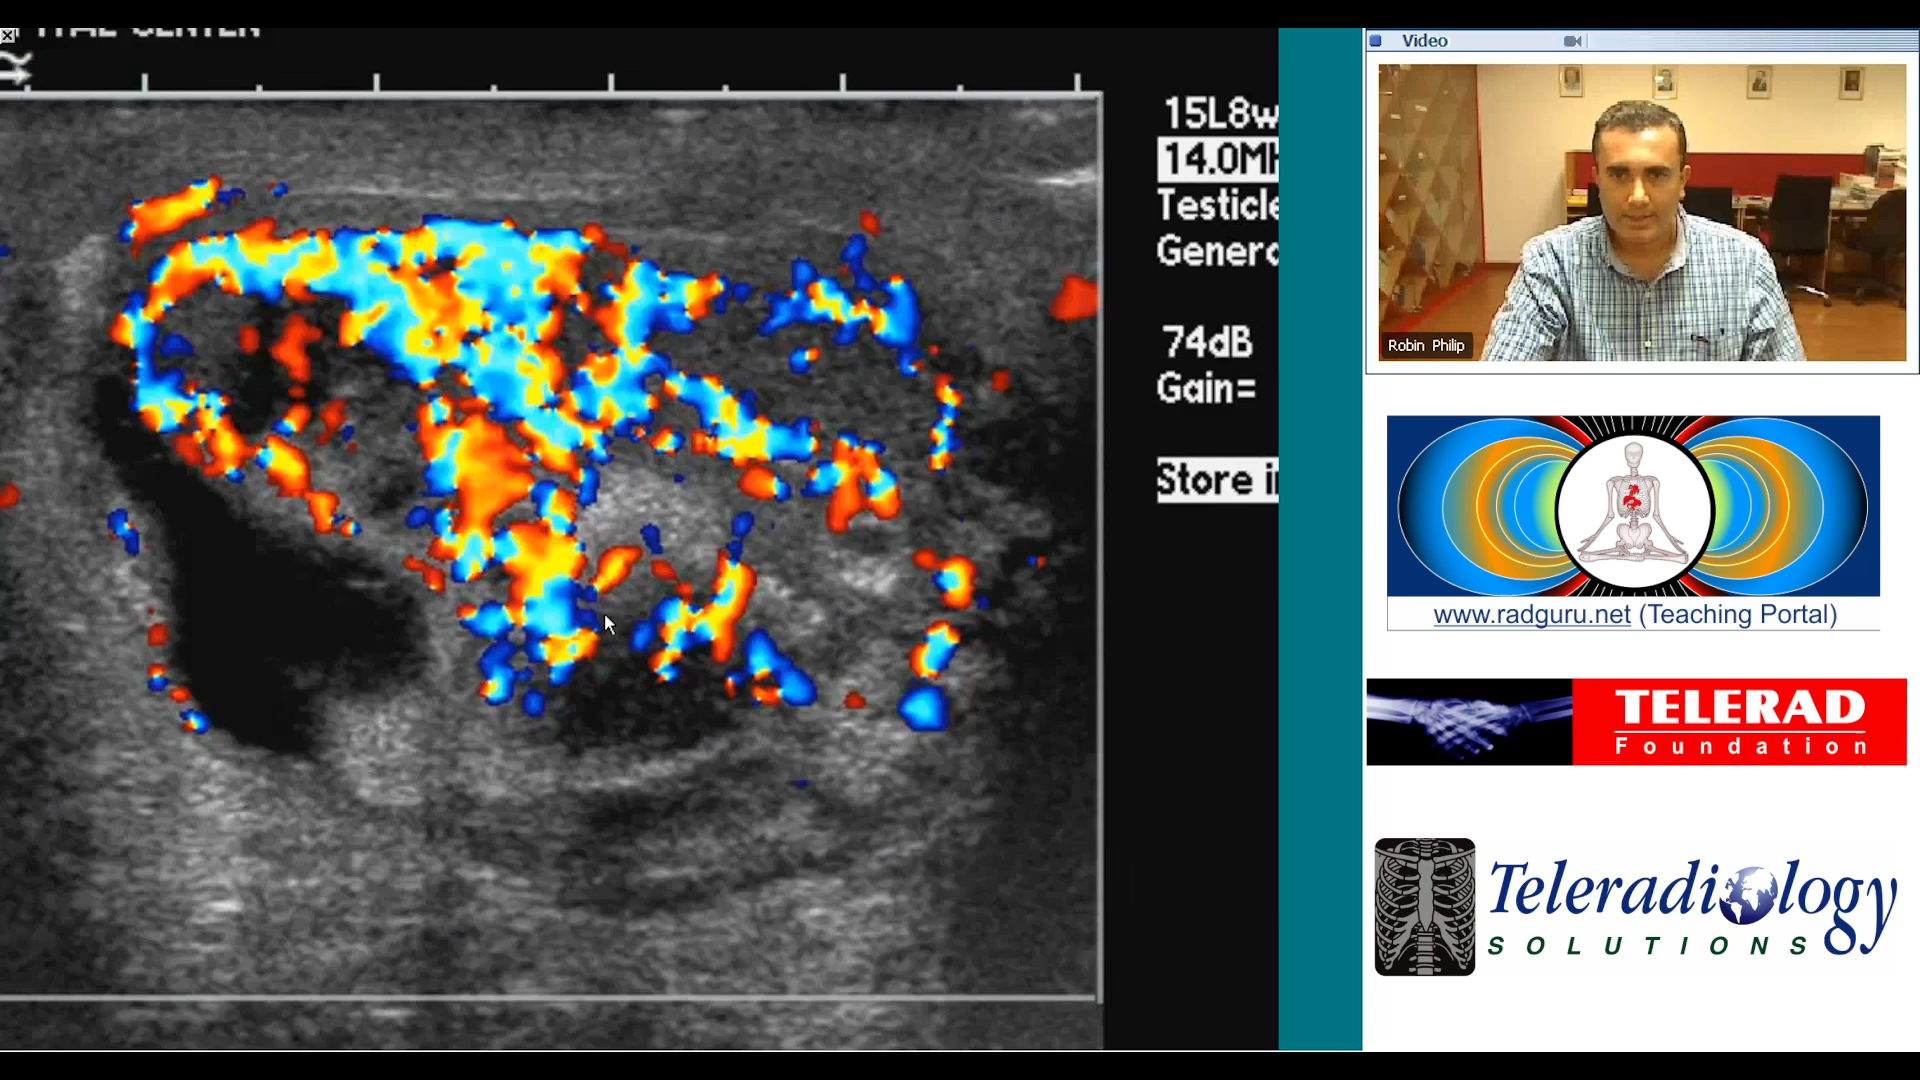 15L8w
14.0MH
Testicle
Genera
74dB
Gain=
Store in
Video
Robin Philip
www.radguru.net (Teaching Portal)
TELERAD
Foundation
Teleradiology
SOLUTIONS